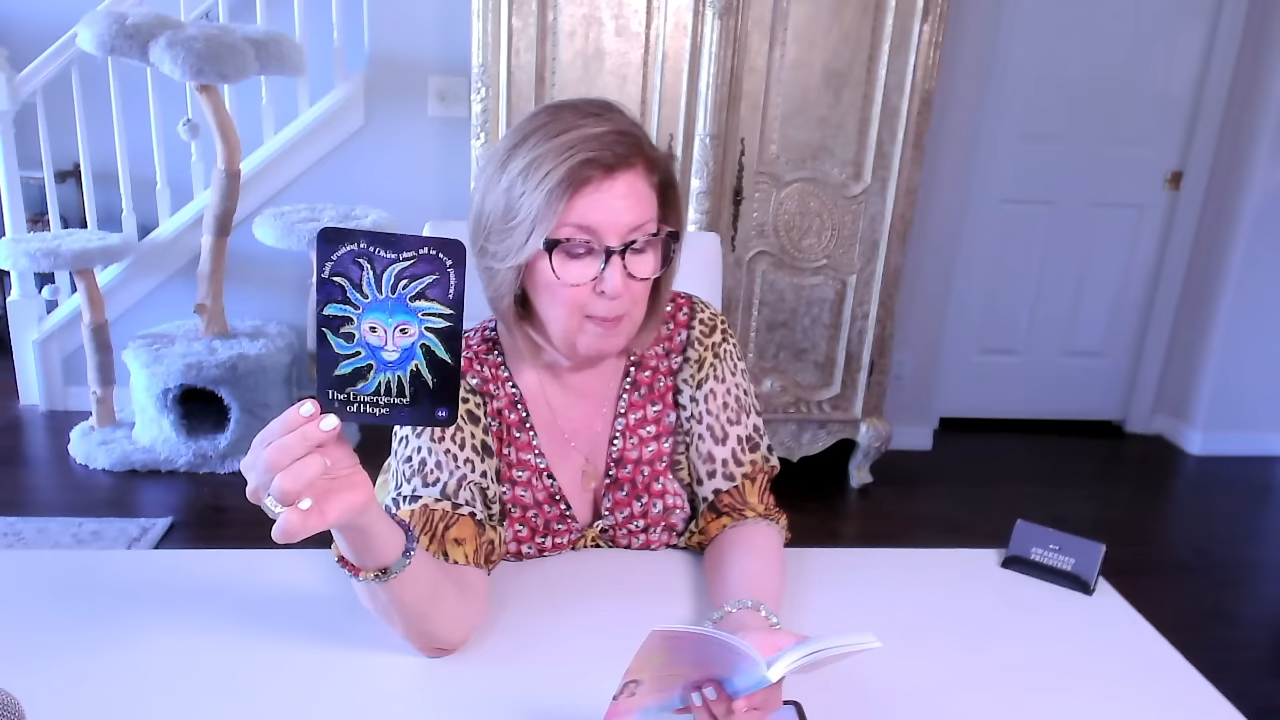 Faith, trusting in a Divine plan, all is well, patience
The Emergence
of Hope
44
AWAKENED
PRIESTESS